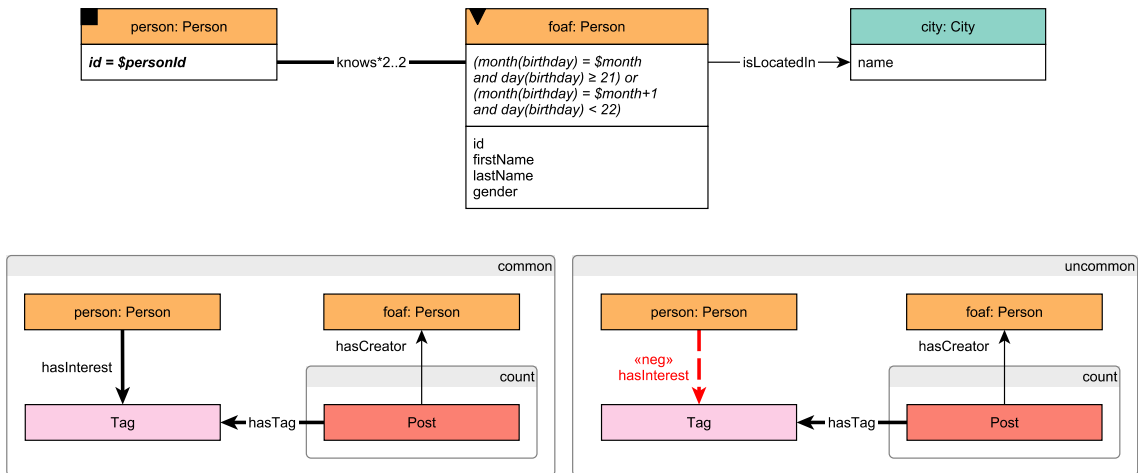 person: Person
foaf: Person
city: City
id = $personId
knows*2..2
(month(birthday) = $month
and day(birthday) ≥ 21) or
(month(birthday) = $month+1
and day(birthday) < 22)
isLocatedIn
name
id
firstName
lastName
gender
common
person: Person
foaf: Person
hasInterest
hasCreator
count
Tag
hasTag
Post
uncommon
person: Person
foaf: Person
«neg»
hasInterest
hasCreator
count
Tag
hasTag
Post